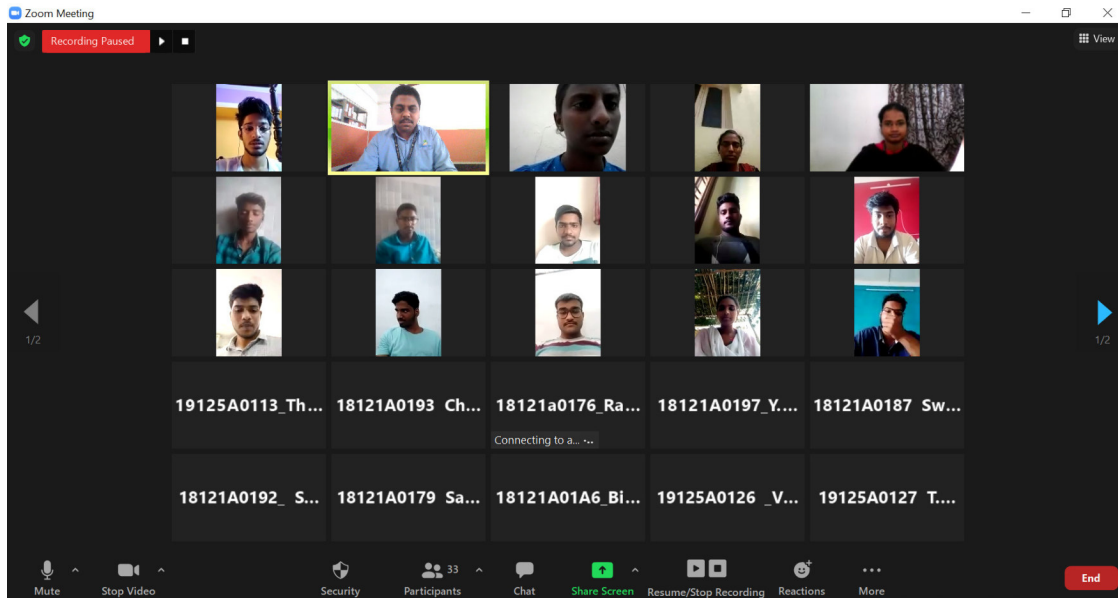 Zoom Meeting
Recording Paused
View
1/2
1/2
19125A0113_Th... 18121A0193 Ch... 18121a0176_Ra... 18121A0197_Y.... 18121A0187 Sw...
Connecting to a...
18121A0192_ S... 18121A0179 Sa... 18121A01A6_Bi... 19125A0126 _V... 19125A0127 T....
33
Mute Stop Video Security Participants Chat Share Screen Resume/Stop Recording Reactions More End